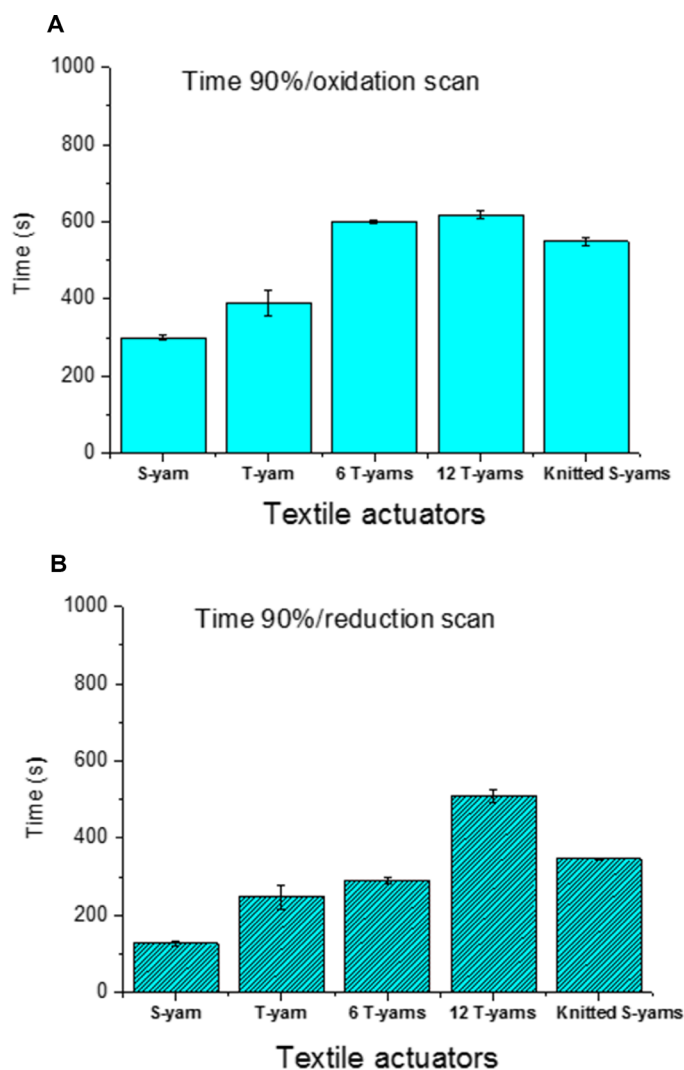 A
Time 90%/oxidation scan
1000
800
600
400
200
0
Time (s)
S-yarn
T-yarn
6 T-yarns
12 T-yarns
Knitted S-yarns
Textile actuators
B
Time 90%/reduction scan
1000
800
600
400
200
0
Time (s)
S-yarn
T-yarn
6 T-yarns
12 T-yarns
Knitted S-yarns
Textile actuators